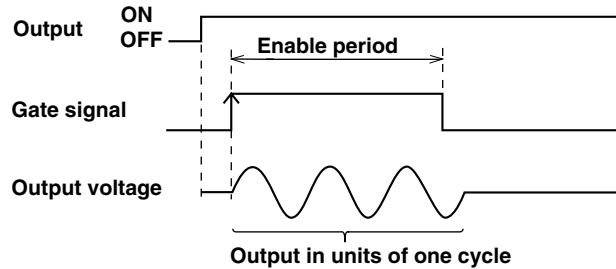 Output ON
OFF
Enable period
Gate signal
Output voltage
Output in units of one cycle